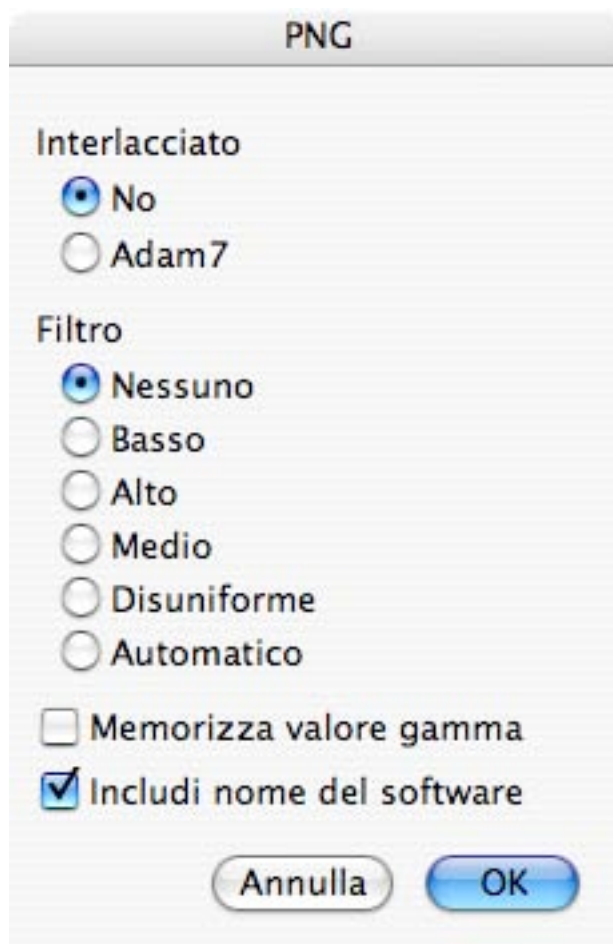 PNG
Interlacciato
No
Adam7
Filtro
Nessuno
Basso
Alto
Medio
Disuniforme
Automatico
Memorizza valore gamma
Includi nome del software
Annulla OK